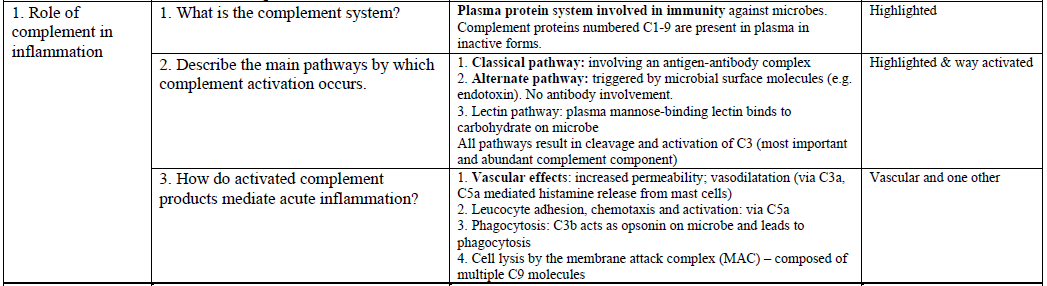 1. Role of
complement in
inflammation
1. What is the complement system?
Plasma protein system involved in immunity against microbes.
Complement proteins numbered C1-9 are present in plasma in
inactive forms.
Highlighted
2. Describe the main pathways by which
complement activation occurs.
1. Classical pathway: involving an antigen-antibody complex
2. Alternate pathway: triggered by microbial surface molecules (e.g.
endotoxin). No antibody involvement.
3. Lectin pathway: plasma mannose-binding lectin binds to
carbohydrate on microbe
All pathways result in cleavage and activation of C3 (most important
and abundant complement component)
Highlighted & way activated
3. How do activated complement
products mediate acute inflammation?
1. Vascular effects: increased permeability; vasodilatation (via C3a,
C5a mediated histamine release from mast cells)
2. Leucocyte adhesion, chemotaxis and activation: via C5a
3. Phagocytosis: C3b acts as opsonin on microbe and leads to
phagocytosis
4. Cell lysis by the membrane attack complex (MAC) – composed of
multiple C9 molecules
Vascular and one other